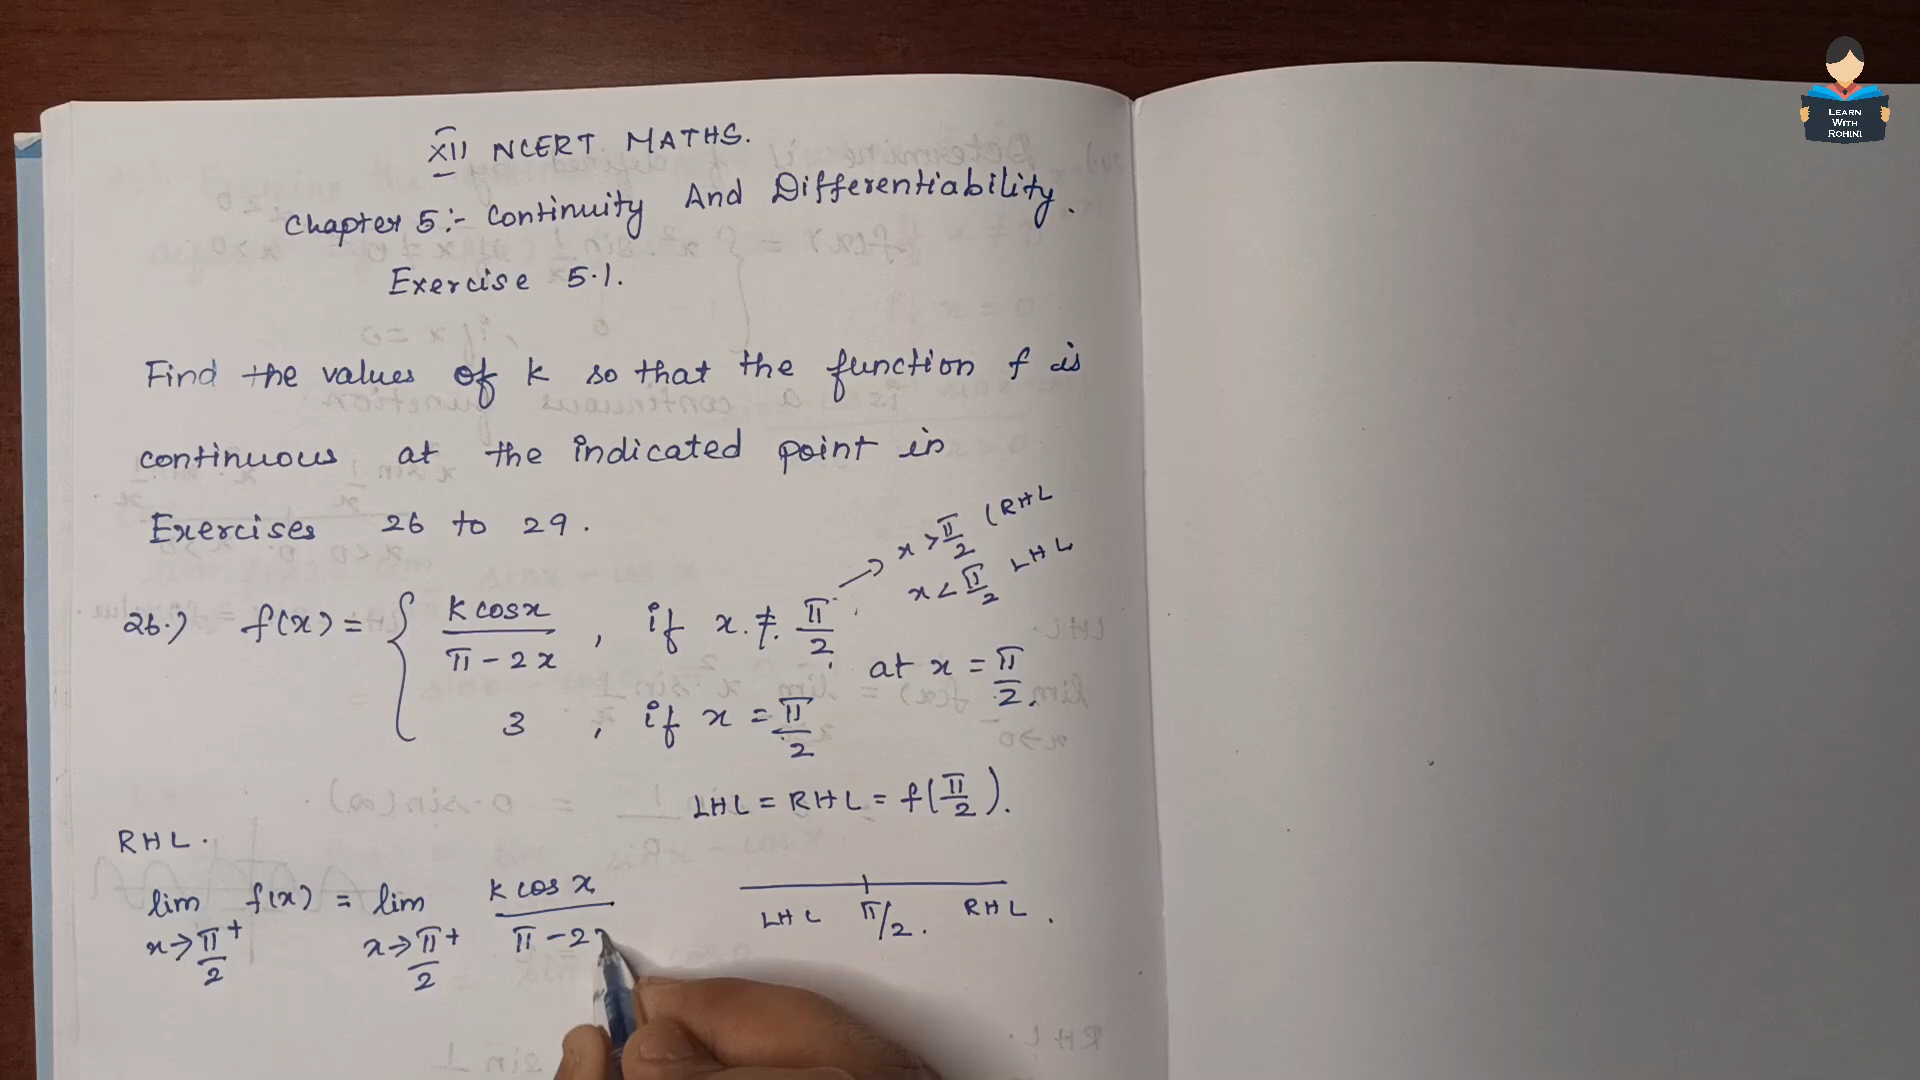 XII NCERT MATHS.
Chapter 5:- Continuity And Differentiability.
Exercise 5.1.
Find the values of k so that the function f is
continuous at the indicated point in
Exercises 26 to 29.
x > π/2 (RHL
x < π/2 LHL
26.) f(x) = { k cosx / π - 2x , if x ≠ π/2
at x = π/2.
3 , if x = π/2
LHL = RHL = f(π/2).
RHL.
lim x→π/2+ f(x) = lim x→π/2+ k cos x / π - 2
LHL π/2. RHL.
LEARN
WITH
ROHINI